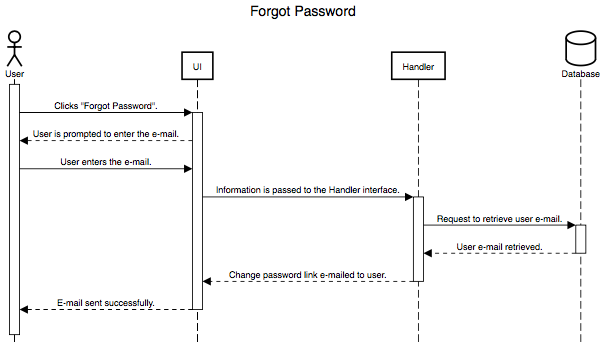 Forgot Password
User
UI
Handler
Database
Clicks "Forgot Password".
User is prompted to enter the e-mail.
User enters the e-mail.
Information is passed to the Handler interface.
Request to retrieve user e-mail.
User e-mail retrieved.
Change password link e-mailed to user.
E-mail sent successfully.